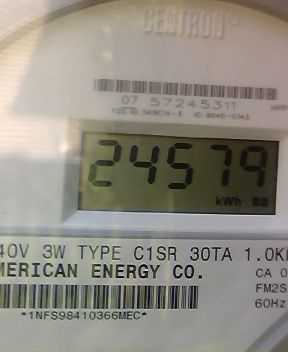 CENTRON®
07 57245311
24579
kWh
40V 3W TYPE C1SR 30TA 1.0K
MERICAN ENERGY CO.
CA 0
FM2S
60Hz
*1NFS98410366MEC*